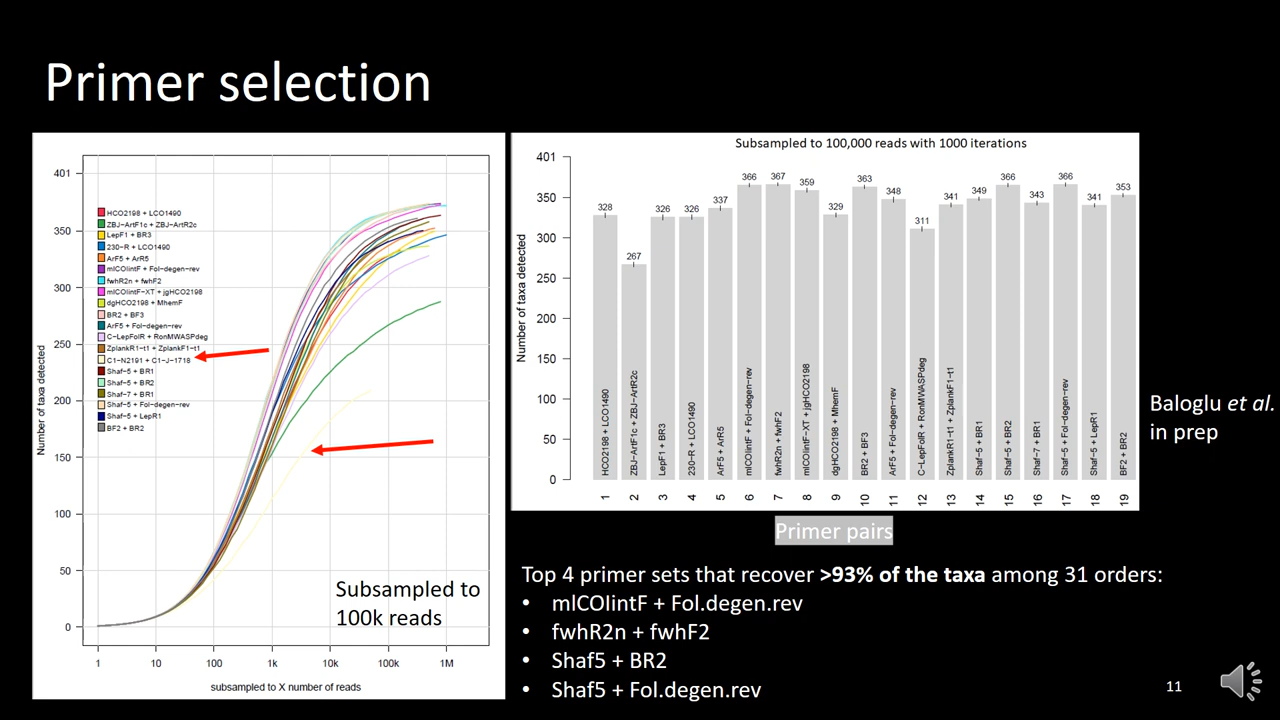 Primer selection
401
350
300
250
200
150
100
50
0
Number of taxa detected
HCO2198 + LCO1490
ZBJ-ArtF1c + ZBJ-ArtR2c
LepF1 + BR3
230-R + LCO1490
ArF5 + ArR5
mlCOIintF + Fol-degen-rev
fwhR2n + fwhF2
mlCOIintF-XT + jgHCO2198
dgHCO2198 + MhemF
BR2 + BF3
ArF5 + Fol-degen-rev
C-LepFolR + RonMWASPdeg
ZplankR1-t1 + ZplankF1-t1
C1-N2191 + C1-J-1718
Shaf-5 + BR1
Shaf-5 + BR2
Shaf-7 + BR1
Shaf-5 + Fol-degen-rev
Shaf-5 + LepR1
BF2 + BR2
Subsampled to
100k reads
1 10 100 1k 10k 100k 1M
subsampled to X number of reads
Subsampled to 100,000 reads with 1000 iterations
401
350
300
250
200
150
100
50
0
Number of taxa detected
328 267 326 326 337 366 367 359 329 363 348 311 341 349 366 343 366 341 353
HCO2198 + LCO1490
ZBJ-ArtF1c + ZBJ-ArtR2c
LepF1 + BR3
230-R + LCO1490
ArF5 + ArR5
mlCOIintF + Fol-degen-rev
fwhR2n + fwhF2
mlCOIintF-XT + jgHCO2198
dgHCO2198 + MhemF
BR2 + BF3
ArF5 + Fol-degen-rev
C-LepFolR + RonMWASPdeg
ZplankR1-t1 + ZplankF1-t1
Shaf-5 + BR1
Shaf-5 + BR2
Shaf-7 + BR1
Shaf-5 + Fol-degen-rev
Shaf-5 + LepR1
BF2 + BR2
1 2 3 4 5 6 7 8 9 10 11 12 13 14 15 16 17 18 19
Primer pairs
Baloglu et al.
in prep
Top 4 primer sets that recover >93% of the taxa among 31 orders:
• mlCOIintF + Fol.degen.rev
• fwhR2n + fwhF2
• Shaf5 + BR2
• Shaf5 + Fol.degen.rev
11